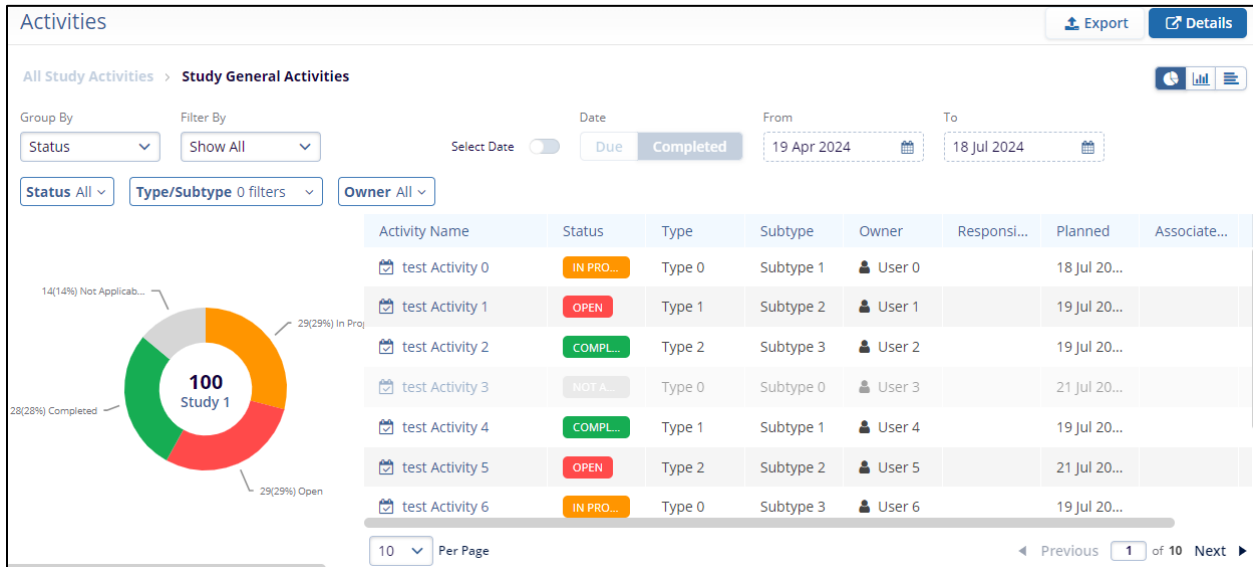 Activities
Export
Details
All Study Activities > Study General Activities
Group By
Filter By
Date
From
To
Status
Show All
Select Date
Due
Completed
19 Apr 2024
18 Jul 2024
Status All
Type/Subtype 0 filters
Owner All
Activity Name Status Type Subtype Owner Responsi... Planned Associate...
test Activity 0 IN PRO... Type 0 Subtype 1 User 0 18 Jul 20...
test Activity 1 OPEN Type 1 Subtype 2 User 1 19 Jul 20...
test Activity 2 COMPL... Type 2 Subtype 3 User 2 19 Jul 20...
test Activity 3 NOT A... Type 0 Subtype 0 User 3 21 Jul 20...
test Activity 4 COMPL... Type 1 Subtype 1 User 4 19 Jul 20...
test Activity 5 OPEN Type 2 Subtype 2 User 5 21 Jul 20...
test Activity 6 IN PRO... Type 0 Subtype 3 User 6 19 Jul 20...
14(14%) Not Applicab...
29(29%) In Pro
100
Study 1
28(28%) Completed
29(29%) Open
10 Per Page
Previous 1 of 10 Next